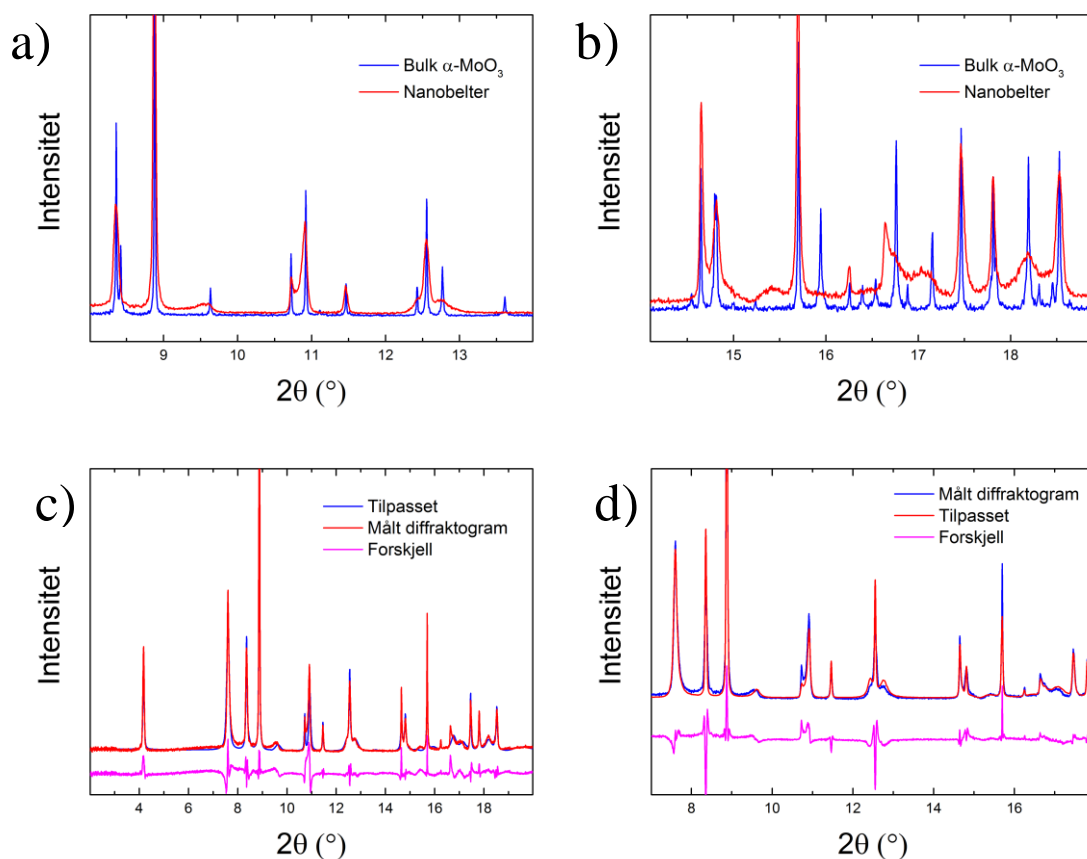 a)
Bulk α-MoO₃
Nanobelter
Intensitet
9 10 11 12 13
2θ (°)
b)
Bulk α-MoO₃
Nanobelter
Intensitet
15 16 17 18
2θ (°)
c)
Tilpasset
Målt diffraktogram
Forskjell
Intensitet
4 6 8 10 12 14 16 18
2θ (°)
d)
Målt diffraktogram
Tilpasset
Forskjell
Intensitet
8 10 12 14 16
2θ (°)